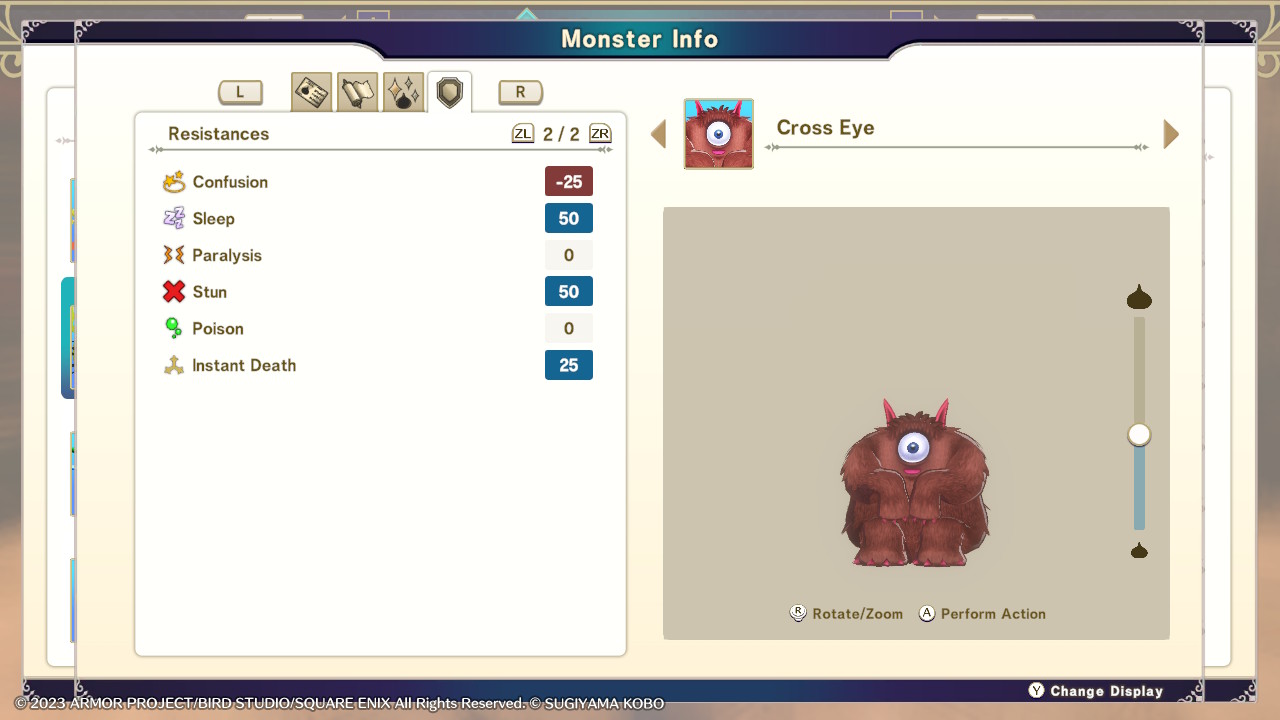 Monster Info
L
R
Resistances
ZL 2 / 2 ZR
Confusion -25
Sleep 50
Paralysis 0
Stun 50
Poison 0
Instant Death 25
Cross Eye
R Rotate/Zoom A Perform Action
Y Change Display
© 2023 ARMOR PROJECT/BIRD STUDIO/SQUARE ENIX All Rights Reserved. © SUGIYAMA KOBO